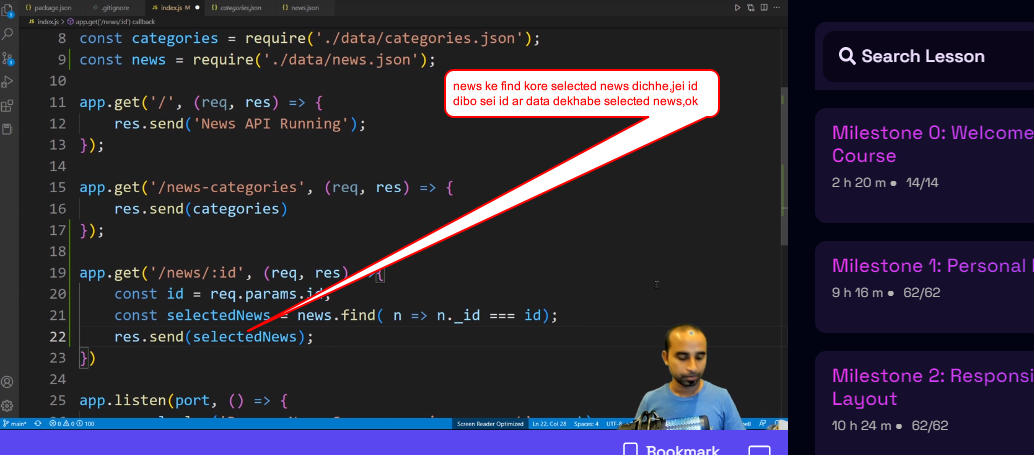 package.json
.gitignore
index.js M
categories.json
news.json
index.js > app.get('/news/:id') callback
8 const categories = require('./data/categories.json');
9 const news = require('./data/news.json');
10
11 app.get('/', (req, res) => {
12 res.send('News API Running');
13 });
14
15 app.get('/news-categories', (req, res) => {
16 res.send(categories)
17 });
18
19 app.get('/news/:id', (req, res) =>{
20 const id = req.params.id;
21 const selectedNews = news.find( n => n._id === id);
22 res.send(selectedNews);
23 })
24
25 app.listen(port, () => {
news ke find kore selected news dichhe,jei id
dibo sei id ar data dekhabe selected news,ok
main*
0 0 100
Screen Reader Optimized
Ln 22, Col 28
Spaces: 4
Bookmark
Search Lesson
Milestone 0: Welcome
Course
2 h 20 m ● 14/14
Milestone 1: Personal
9 h 16 m ● 62/62
Milestone 2: Responsi
Layout
10 h 24 m ● 62/62